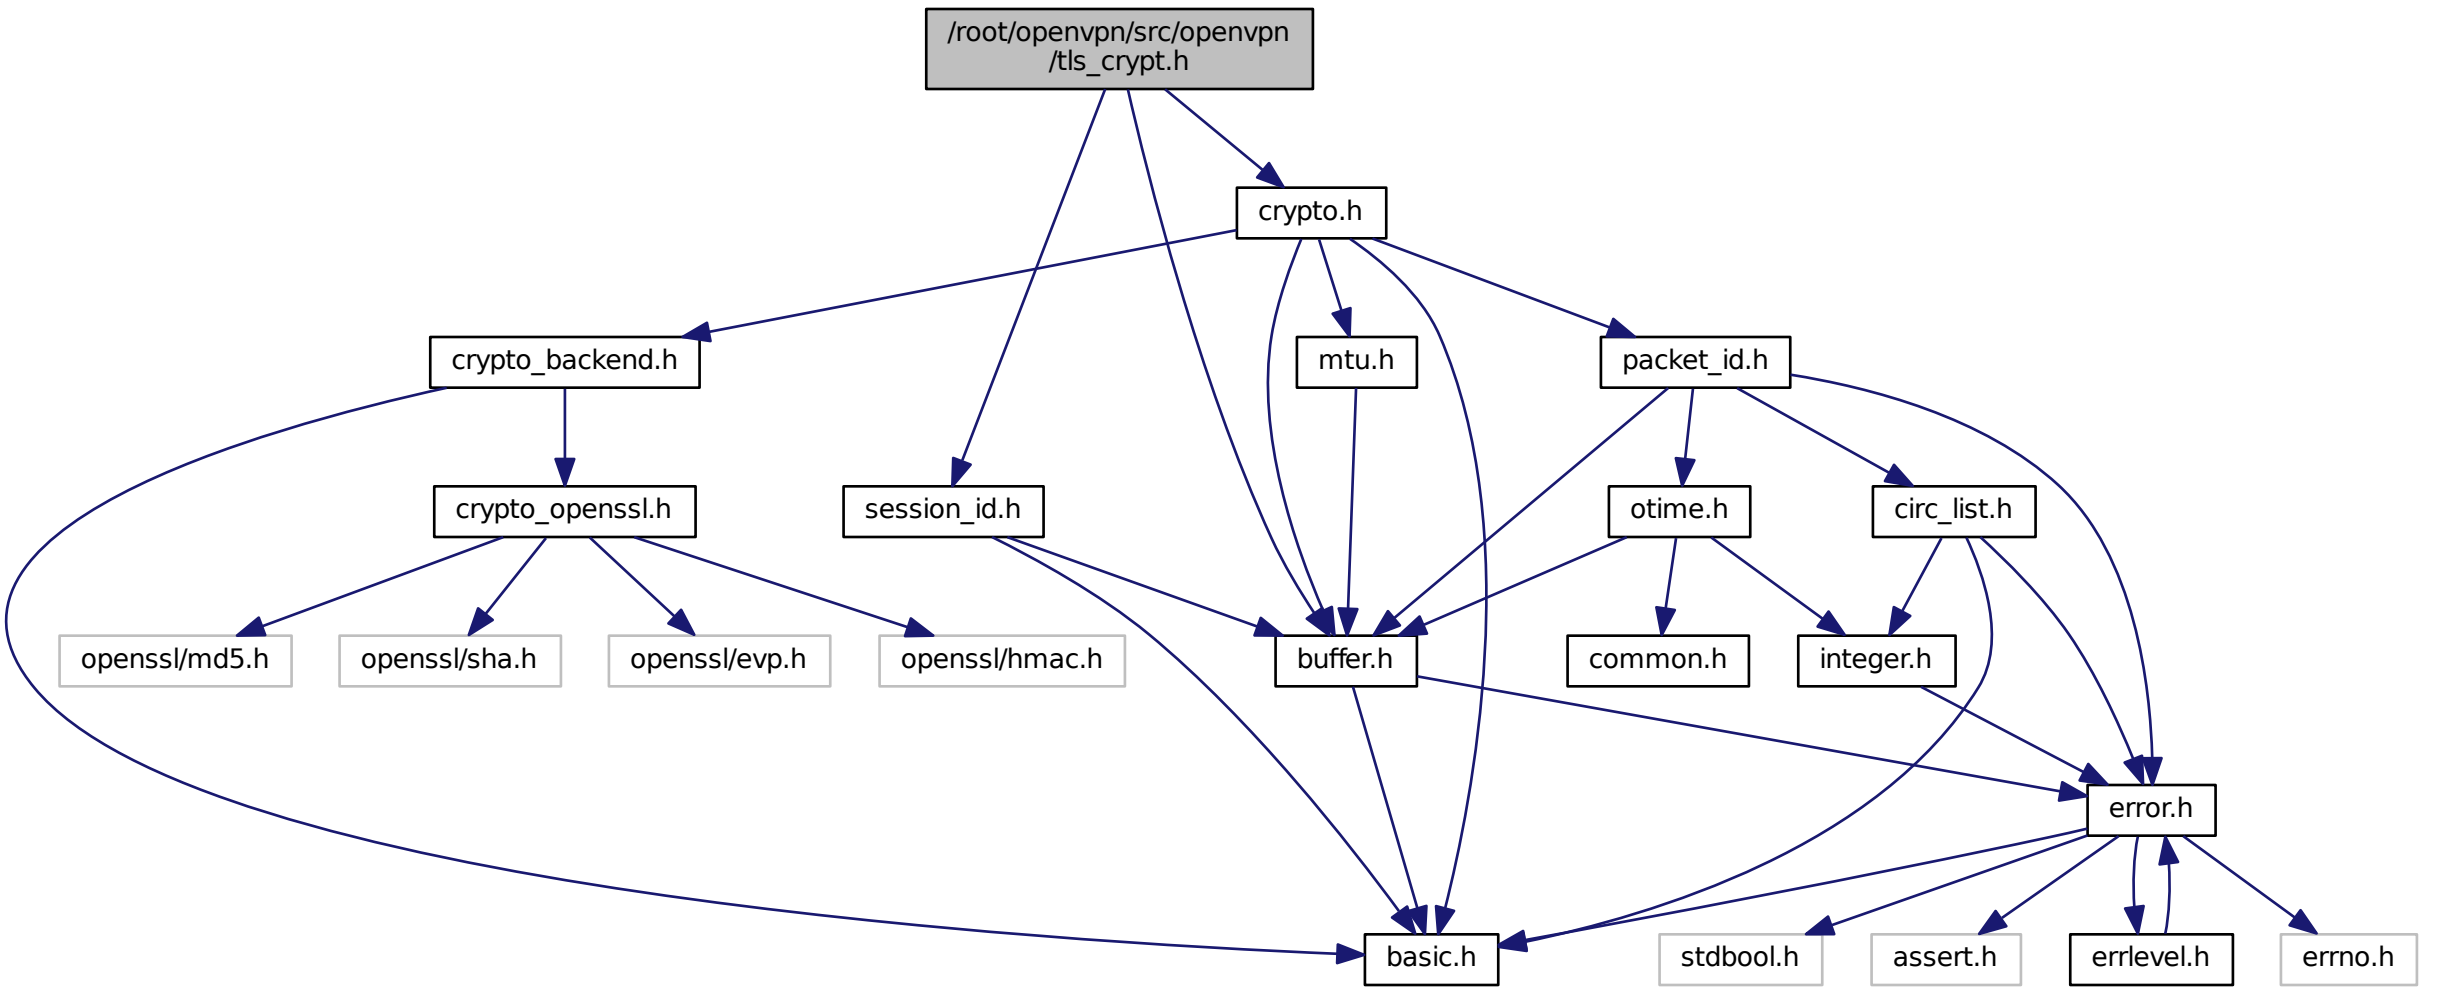 /root/openvpn/src/openvpn
/tls_crypt.h
crypto.h
crypto_backend.h
mtu.h
packet_id.h
crypto_openssl.h
session_id.h
otime.h
circ_list.h
openssl/md5.h
openssl/sha.h
openssl/evp.h
openssl/hmac.h
buffer.h
common.h
integer.h
error.h
basic.h
stdbool.h
assert.h
errlevel.h
errno.h